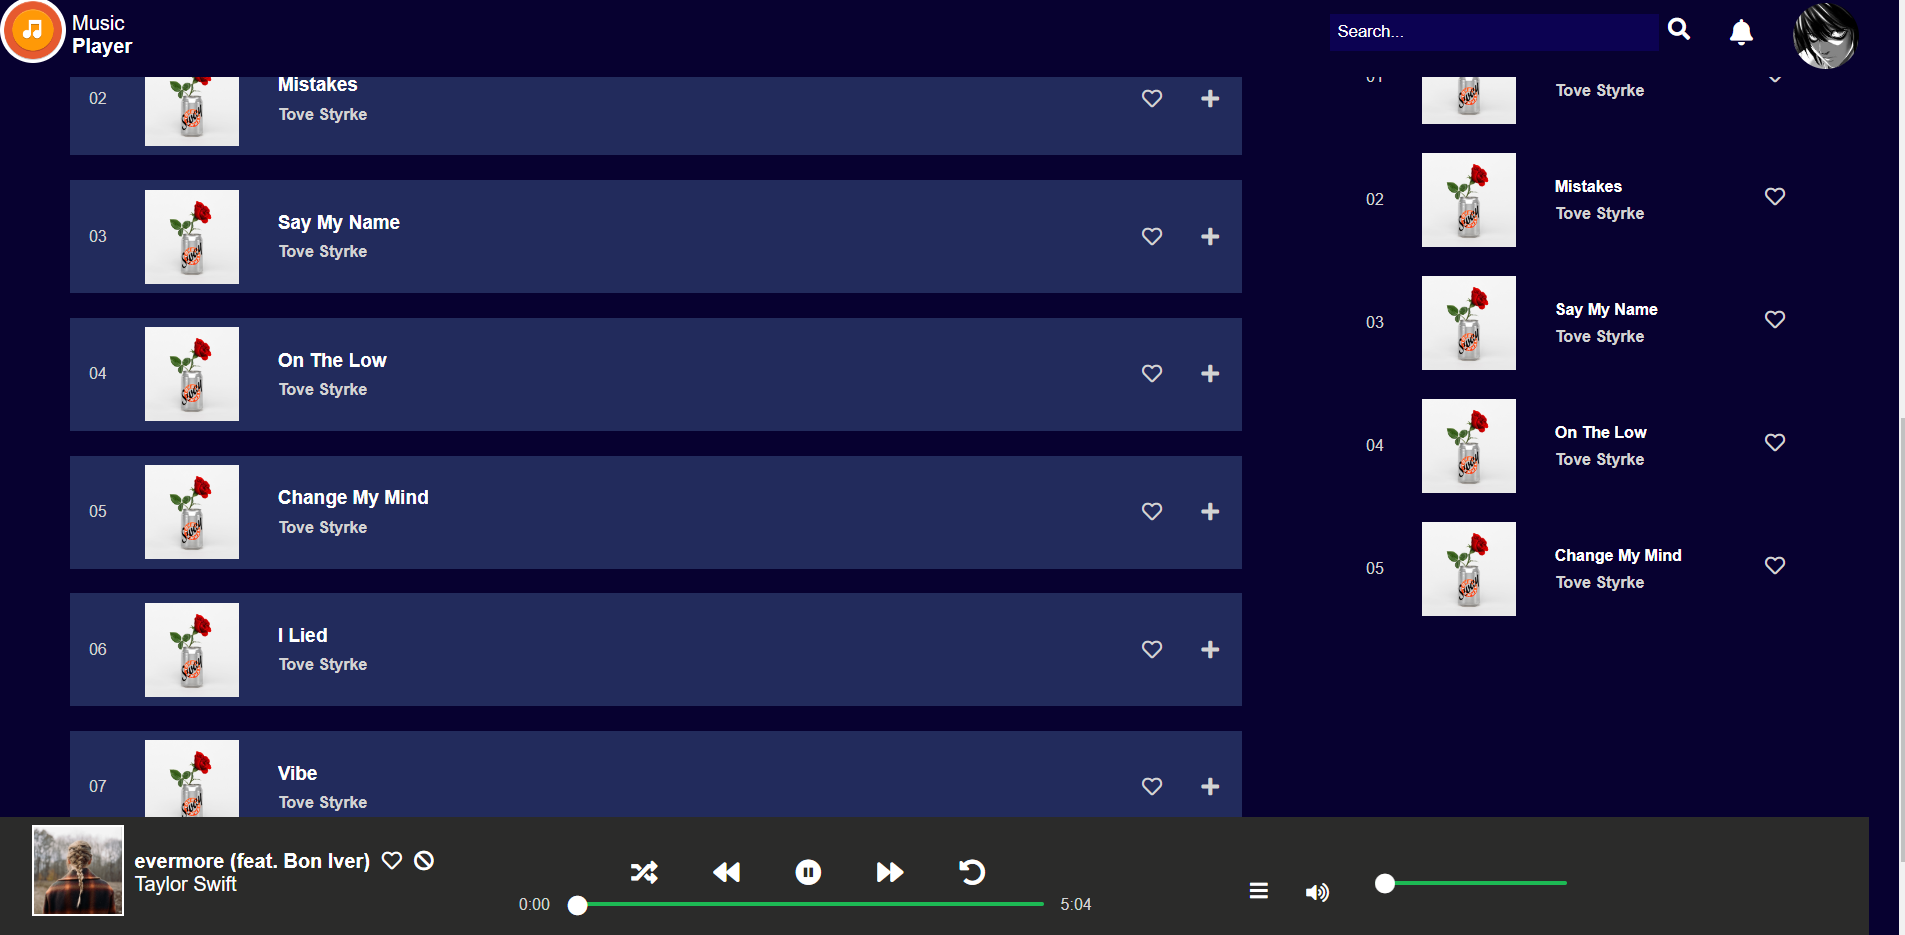 Music
Player
Search...
02
Mistakes
Tove Styrke
03
Say My Name
Tove Styrke
04
On The Low
Tove Styrke
05
Change My Mind
Tove Styrke
06
I Lied
Tove Styrke
07
Vibe
Tove Styrke
01
Tove Styrke
02
Mistakes
Tove Styrke
03
Say My Name
Tove Styrke
04
On The Low
Tove Styrke
05
Change My Mind
Tove Styrke
evermore (feat. Bon Iver)
Taylor Swift
0:00
5:04